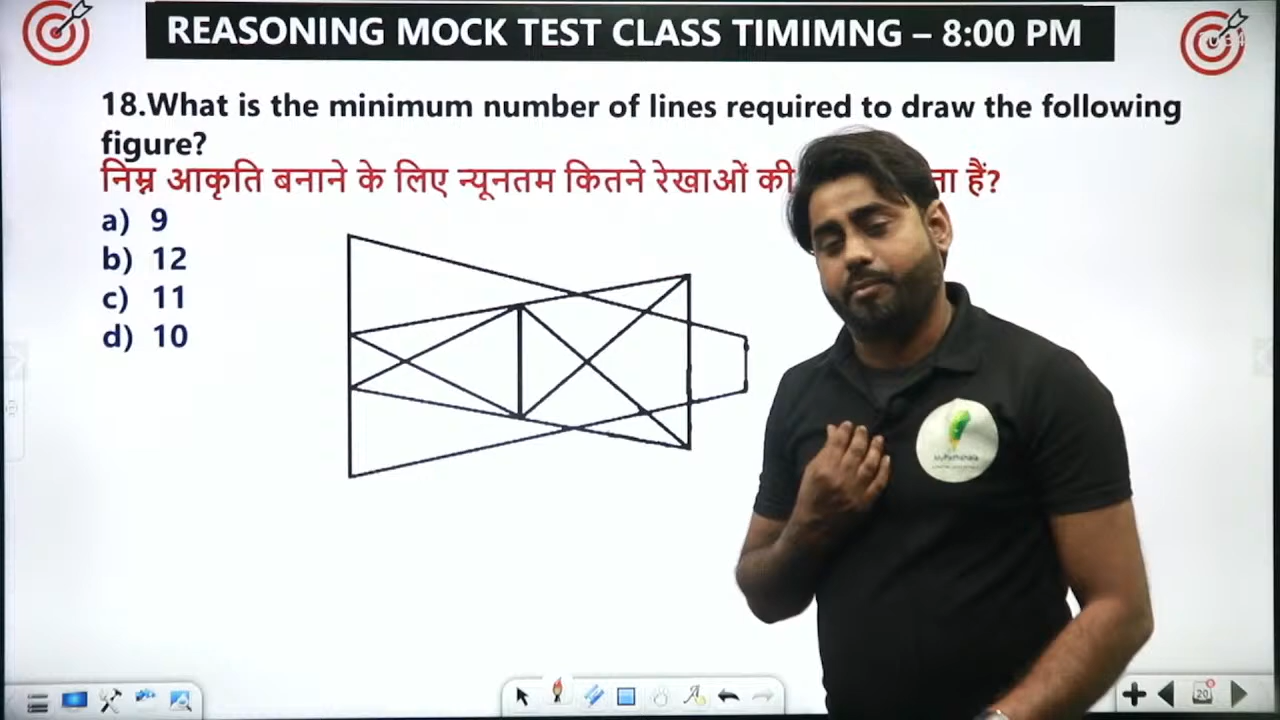 REASONING MOCK TEST CLASS TIMIMNG – 8:00 PM
18.What is the minimum number of lines required to draw the following
figure?
निम्न आकृति बनाने के लिए न्यूनतम कितने रेखाओं की ता हैं?
a) 9
b) 12
c) 11
d) 10
20